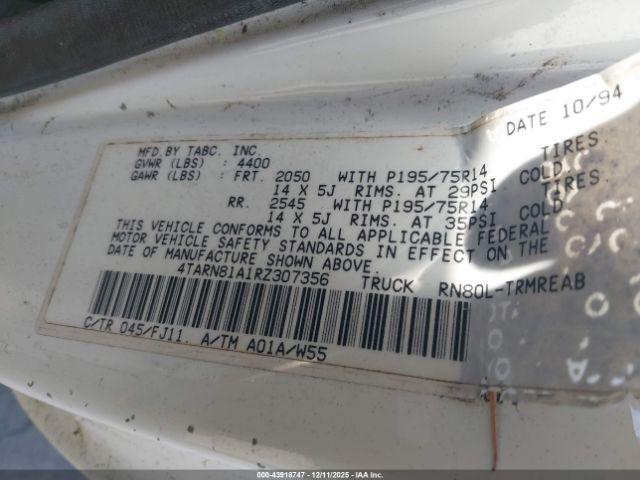 DATE 10/94
MFD.BY TABC, INC.
GVWR (LBS) : 4400
GAWR (LBS) : FRT. 2050 WITH P195/75R14 TIRES.
14 X 5J RIMS. AT 29PSI COLD.
RR. 2545 WITH P195/75R14 TIRES
14 X 5J RIMS. AT 35PSI COLD
THIS VEHICLE CONFORMS TO ALL APPLICABLE FEDERAL
MOTOR VEHICLE SAFETY STANDARDS IN EFFECT ON THE
DATE OF MANUFACTURE SHOWN ABOVE.
4TARN81A1RZ307356 TRUCK RN80L-TRMREAB
C/TR 045/FJ11. A/TM A01A/W55
000-43918747 - 12/11/2025 - IAAI.COM